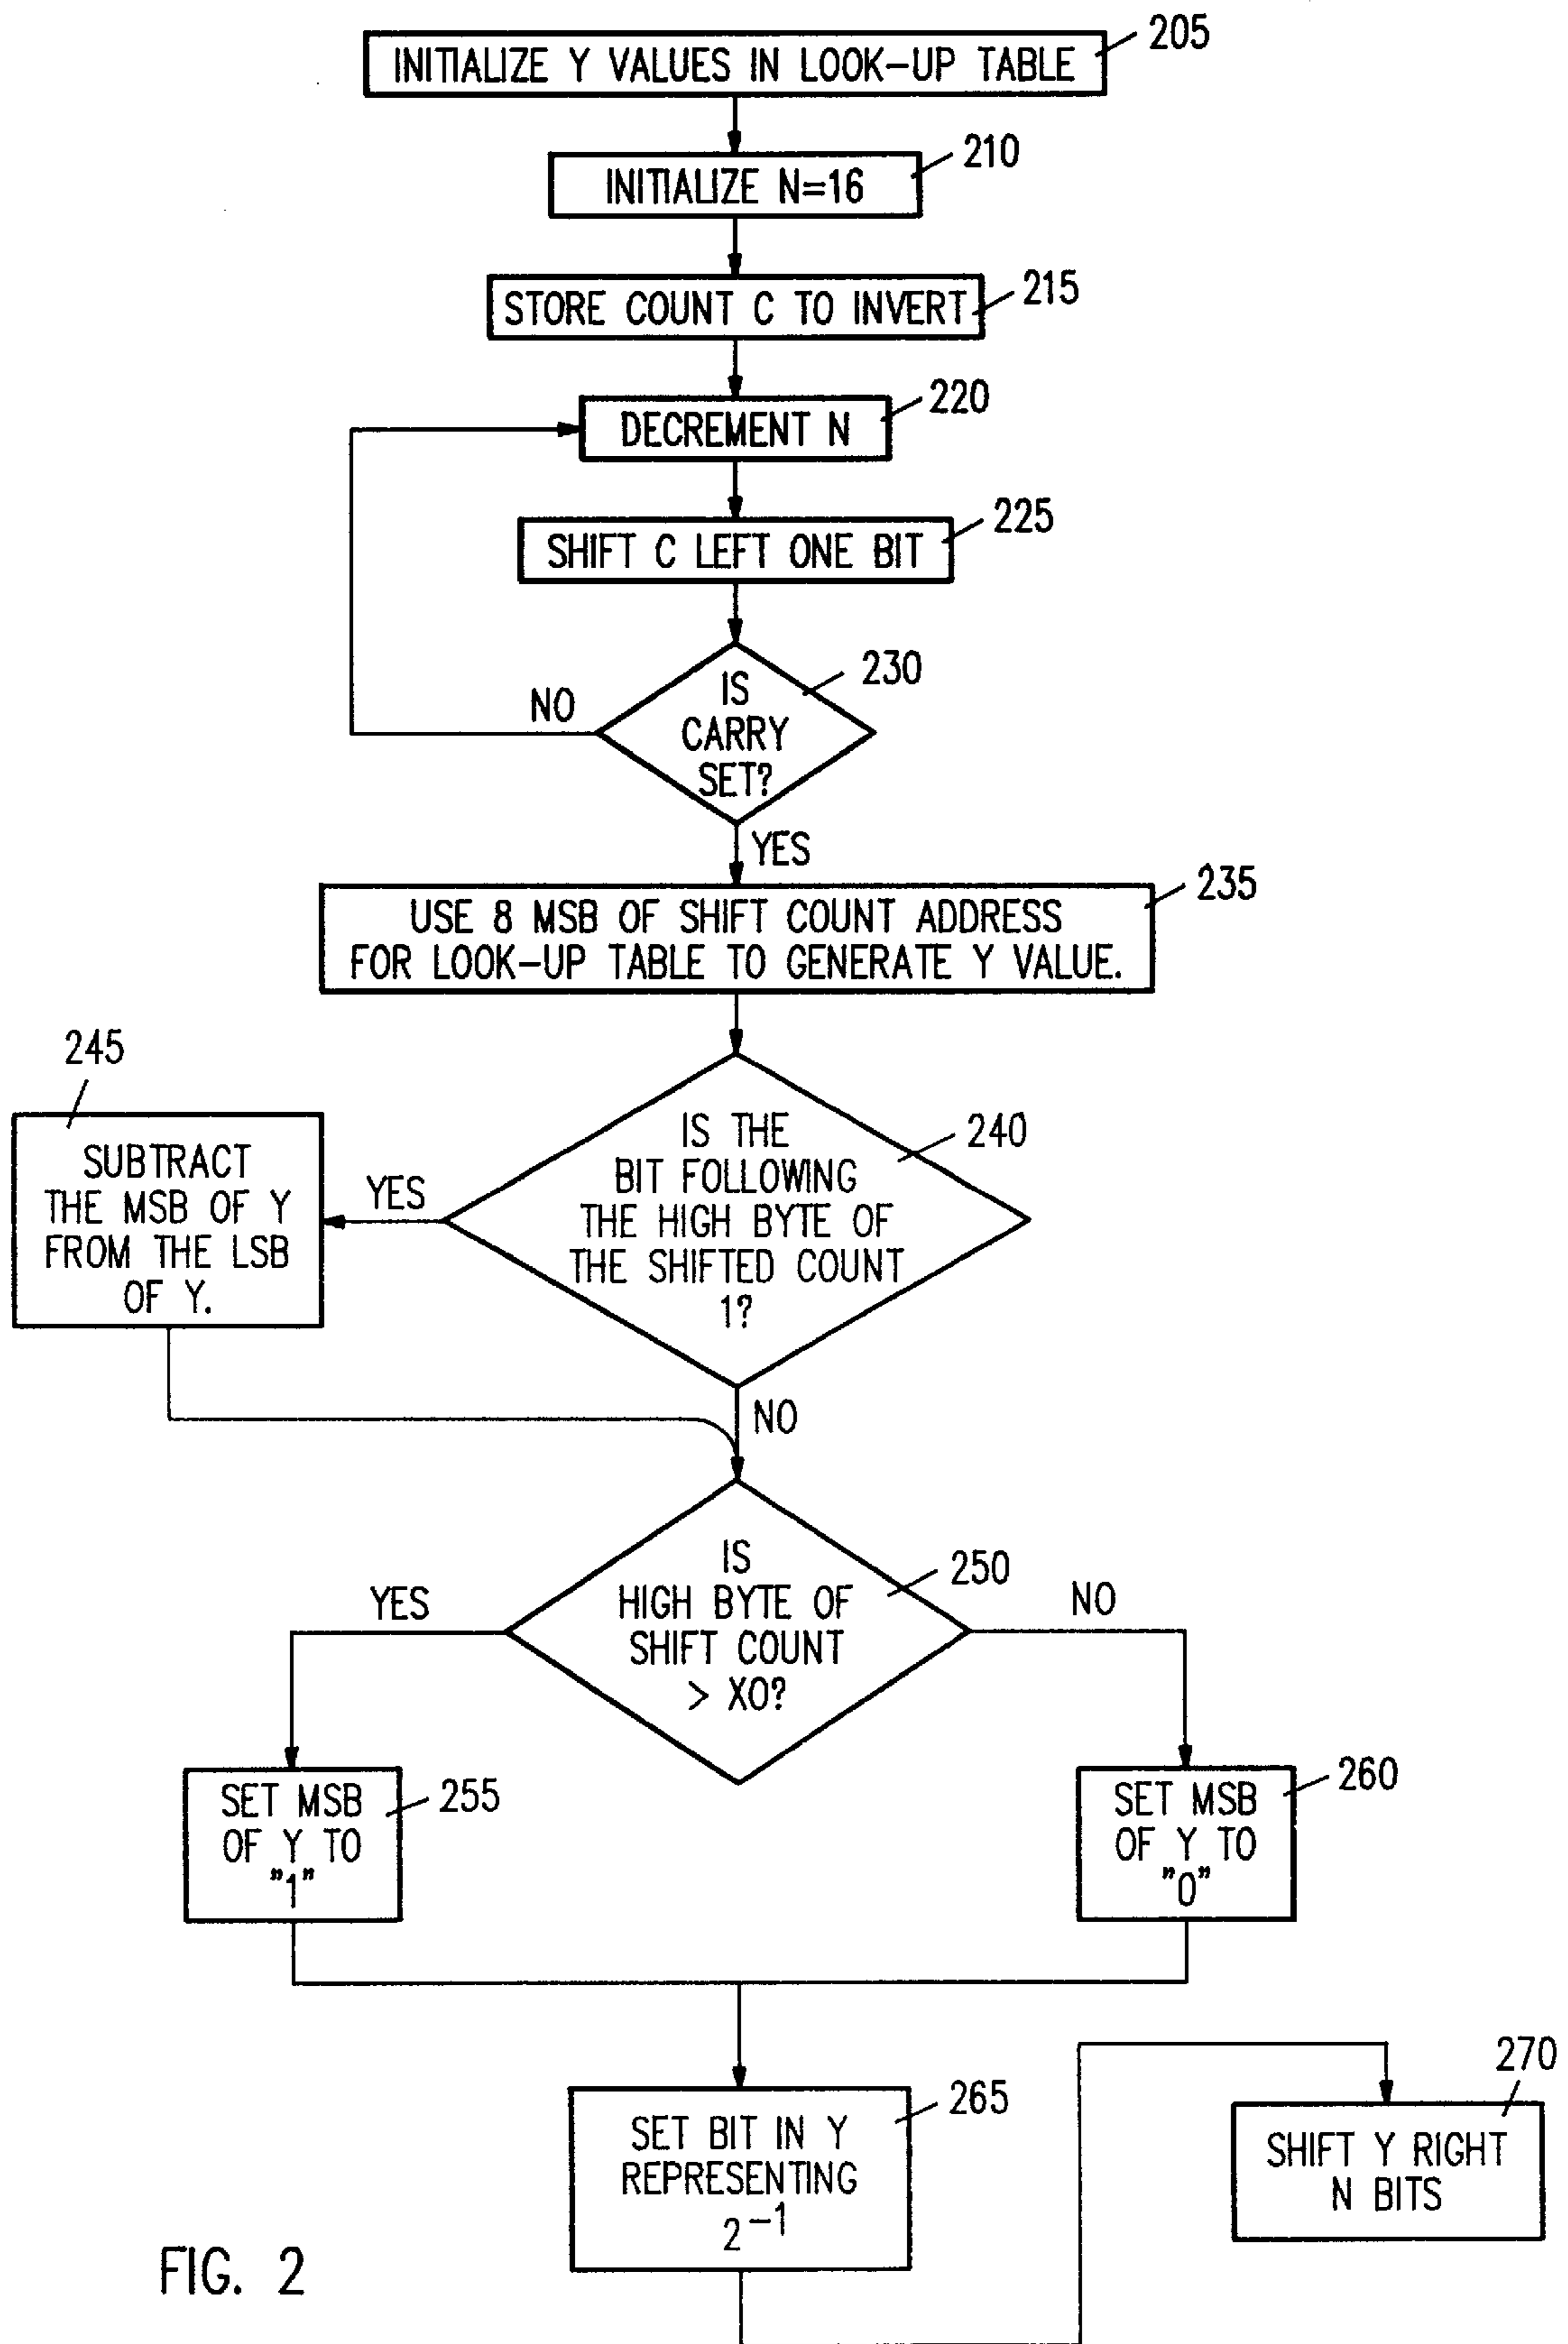 INITIALIZE Y VALUES IN LOOK-UP TABLE
205
INITIALIZE N=16
210
STORE COUNT C TO INVERT
215
DECREMENT N
220
SHIFT C LEFT ONE BIT
225
IS
CARRY
SET?
230
NO
YES
USE 8 MSB OF SHIFT COUNT ADDRESS
FOR LOOK-UP TABLE TO GENERATE Y VALUE.
235
IS THE
BIT FOLLOWING
THE HIGH BYTE OF
THE SHIFTED COUNT
1?
240
YES
245
SUBTRACT
THE MSB OF Y
FROM THE LSB
OF Y.
NO
IS
HIGH BYTE OF
SHIFT COUNT
> X0?
250
YES
NO
SET MSB
OF Y TO
"1"
255
SET MSB
OF Y TO
"0"
260
SET BIT IN Y
REPRESENTING
2⁻¹
265
SHIFT Y RIGHT
N BITS
270
FIG. 2